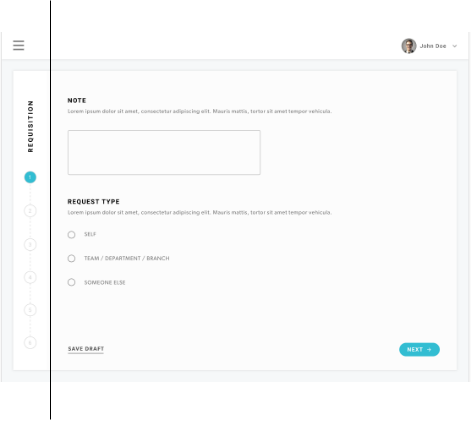 John Doe
REQUISITION
1
2
3
4
5
6
NOTE
Lorem ipsum dolor sit amet, consectetur adipiscing elit. Mauris mattis, tortor sit amet tempor vehicula.
REQUEST TYPE
Lorem ipsum dolor sit amet, consectetur adipiscing elit. Mauris mattis, tortor sit amet tempor vehicula.
SELF
TEAM / DEPARTMENT / BRANCH
SOMEONE ELSE
SAVE DRAFT
NEXT